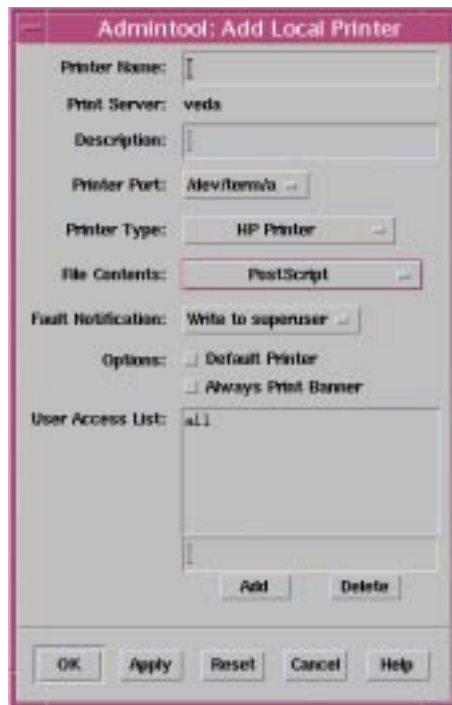 Admintool: Add Local Printer
Printer Name:
Print Server: veda
Description:
Printer Port: /dev/term/a
Printer Type: HP Printer
File Contents: PostScript
Fault Notification: Write to superuser
Options: Default Printer
Always Print Banner
User Access List: all
Add Delete
OK Apply Reset Cancel Help